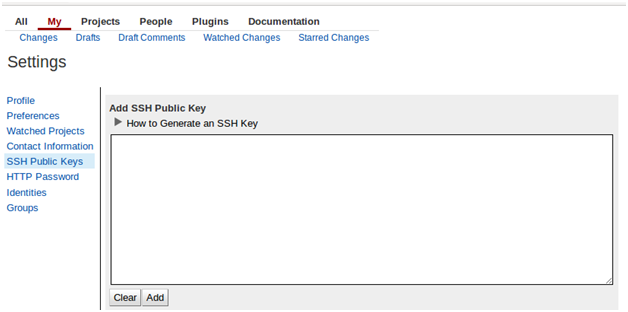 All My Projects People Plugins Documentation
Changes Drafts Draft Comments Watched Changes Starred Changes
Settings
Profile
Preferences
Watched Projects
Contact Information
SSH Public Keys
HTTP Password
Identities
Groups
Add SSH Public Key
How to Generate an SSH Key
Clear Add